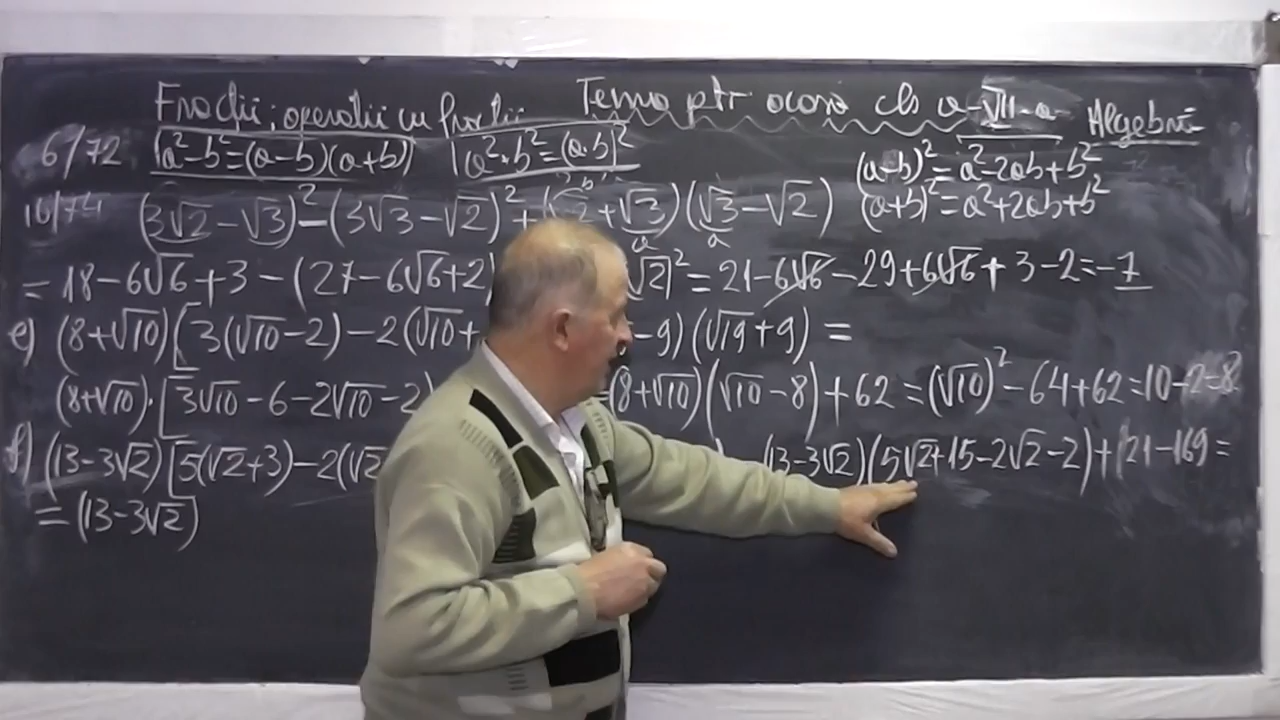 Fracții; operații cu fracții Tema ptr acasă cls a-VII-a Algebră
6/72 a²-b²=(a-b)(a+b) a²·b²=(a·b)² (a-b)²=a²-2ab+b²
16/74 (3√2-√3)²-(3√3-√2)²+(√2+√3)(√3-√2) (a+b)²=a²+2ab+b²
=18-6√6+3-(27-6√6+2) √2)²=21-6√6-29+6√6+3-2=-7
e) (8+√10)[3(√10-2)-2(√10+ -9)(√19+9)=
(8+√10)·[3√10-6-2√10-2 =(8+√10)(√10-8)+62=(√10)²-64+62=10-2=8
f) (13-3√2)[5(√2+3)-2(√2 (13-3√2)(5√2+15-2√2-2)+121-169=
=(13-3√2)